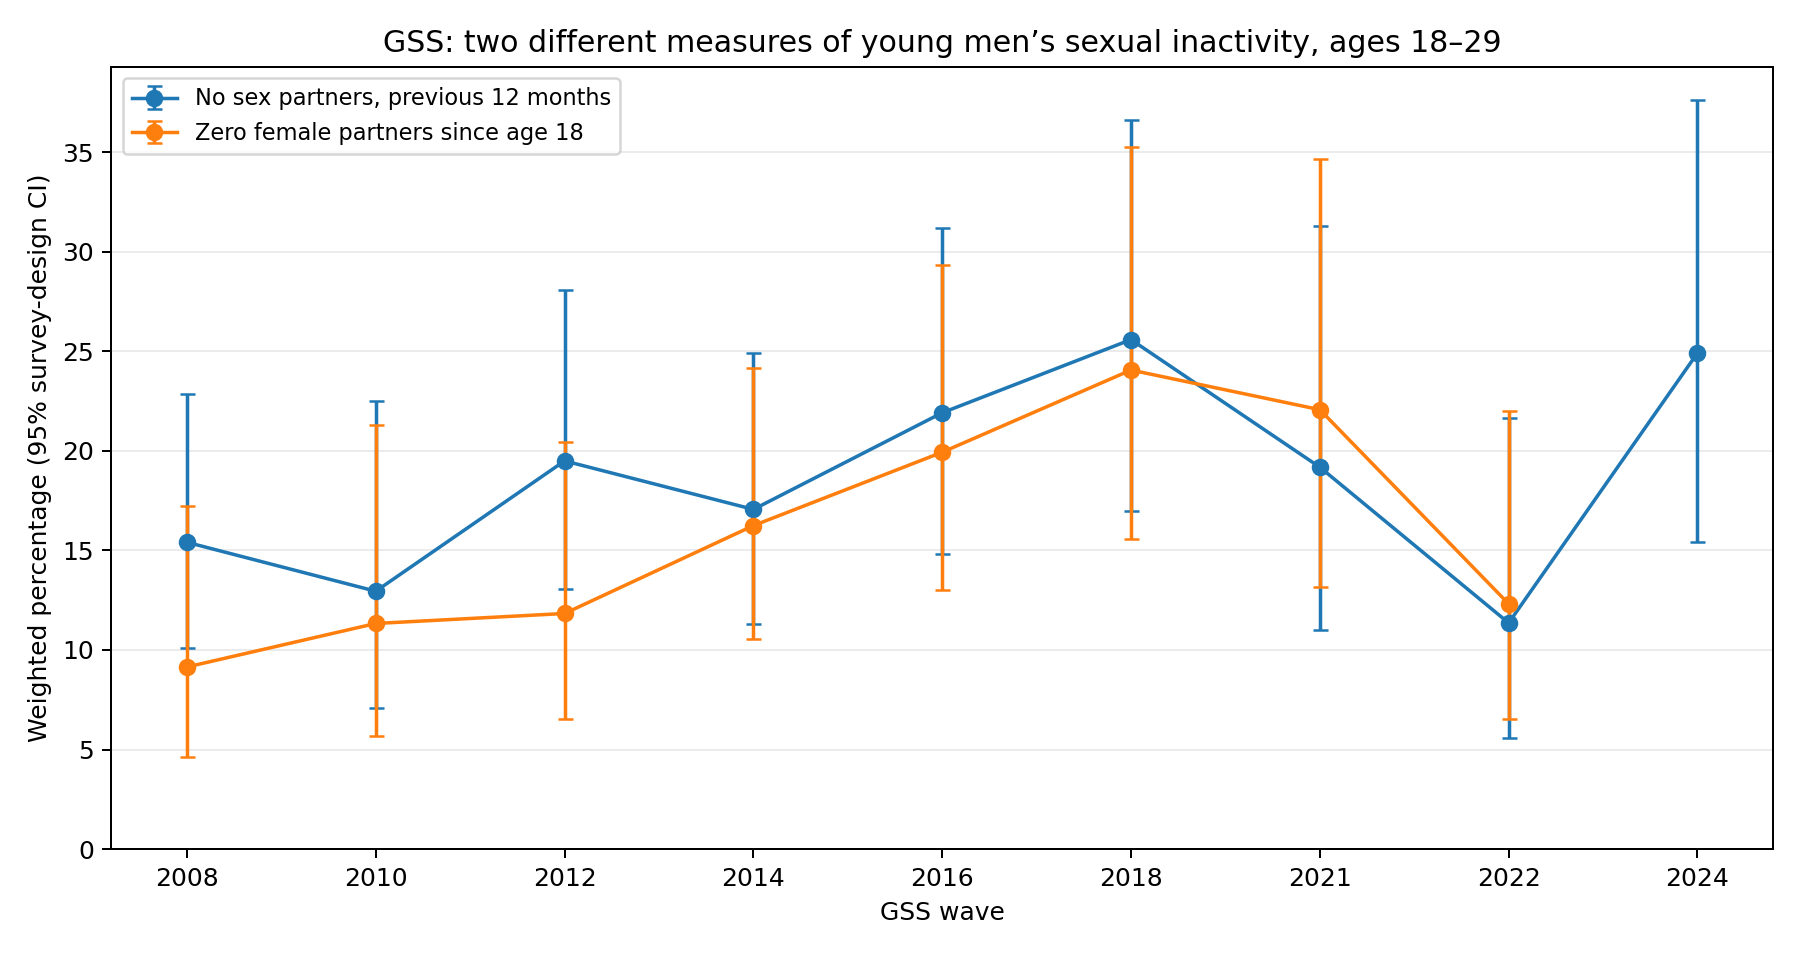 GSS: two different measures of young men’s sexual inactivity, ages 18–29
No sex partners, previous 12 months
Zero female partners since age 18
Weighted percentage (95% survey-design CI)
35
30
25
20
15
10
5
0
2008 2010 2012 2014 2016 2018 2021 2022 2024
GSS wave